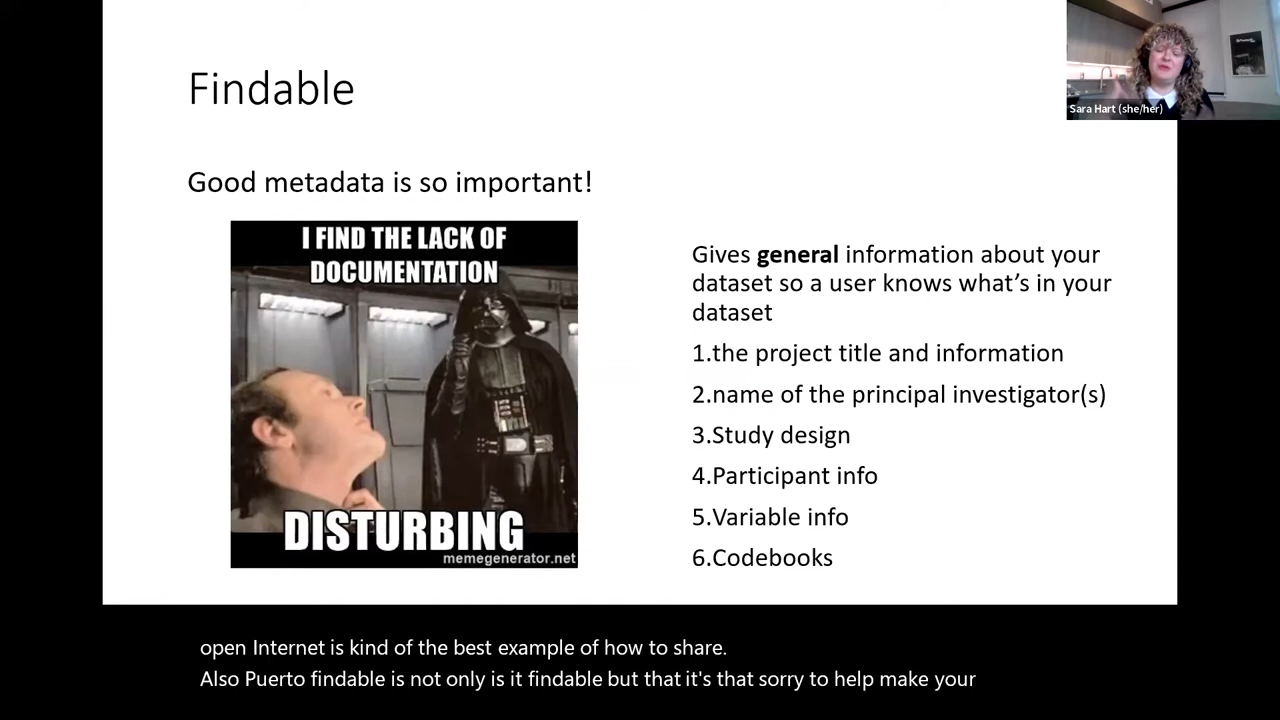 Findable
Sara Hart (she/her)
Good metadata is so important!
I FIND THE LACK OF
DOCUMENTATION
DISTURBING
memegenerator.net
Gives general information about your
dataset so a user knows what's in your
dataset
1.the project title and information
2.name of the principal investigator(s)
3.Study design
4.Participant info
5.Variable info
6.Codebooks
open Internet is kind of the best example of how to share.
Also Puerto findable is not only is it findable but that it's that sorry to help make your